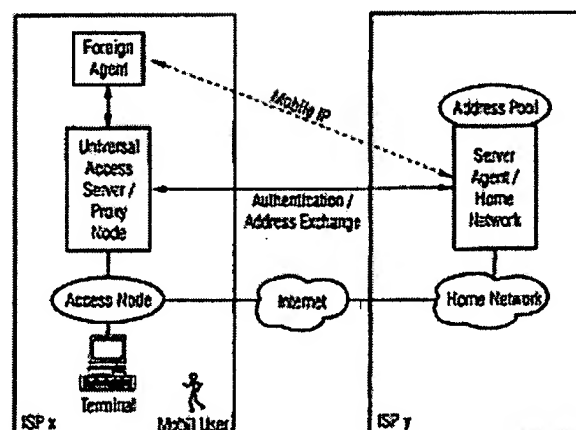 Foreign
Agent
Mobile IP
Address Pool
Universal
Access
Server /
Proxy
Node
Server
Agent /
Home
Network
Authentication /
Address Exchange
Access Node
Internet
Home Network
Terminal
ISP x
Mobil User
ISP y